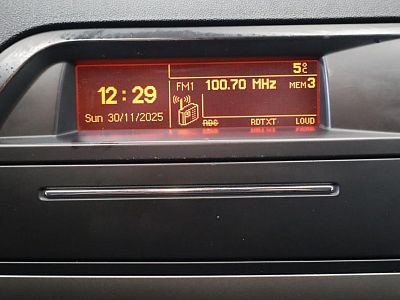 5°C
12:29
FM1 100.70 MHz MEM3
Sun 30/11/2025
RDS RDTXT LOUD